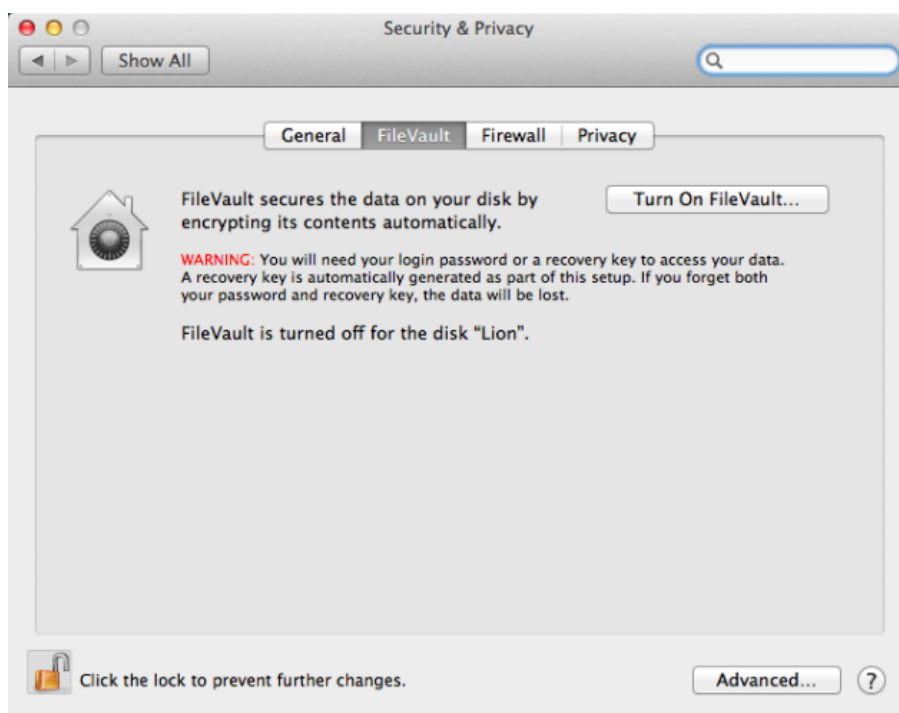 Security & Privacy
Show All
General FileVault Firewall Privacy
FileVault secures the data on your disk by
encrypting its contents automatically.
Turn On FileVault...
WARNING: You will need your login password or a recovery key to access your data.
A recovery key is automatically generated as part of this setup. If you forget both
your password and recovery key, the data will be lost.
FileVault is turned off for the disk “Lion”.
Click the lock to prevent further changes.
Advanced...
?